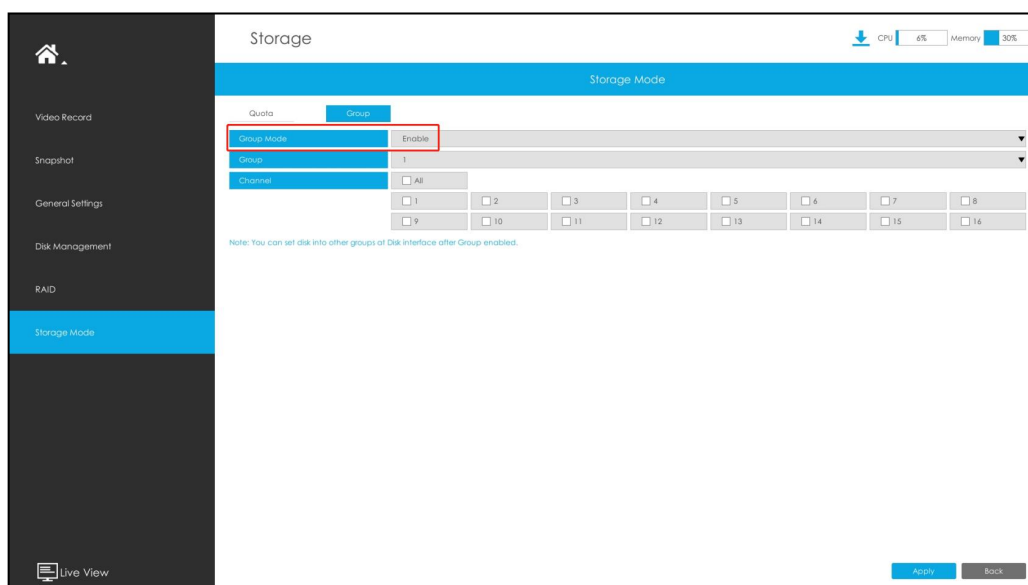 Storage
CPU 6% Memory 30%
Storage Mode
Video Record
Snapshot
General Settings
Disk Management
RAID
Storage Mode
Live View
Quota Group
Group Mode Enable
Group 1
Channel All
1 2 3 4 5 6 7 8
9 10 11 12 13 14 15 16
Note: You can set disk into other groups at Disk interface after Group enabled.
Apply Back